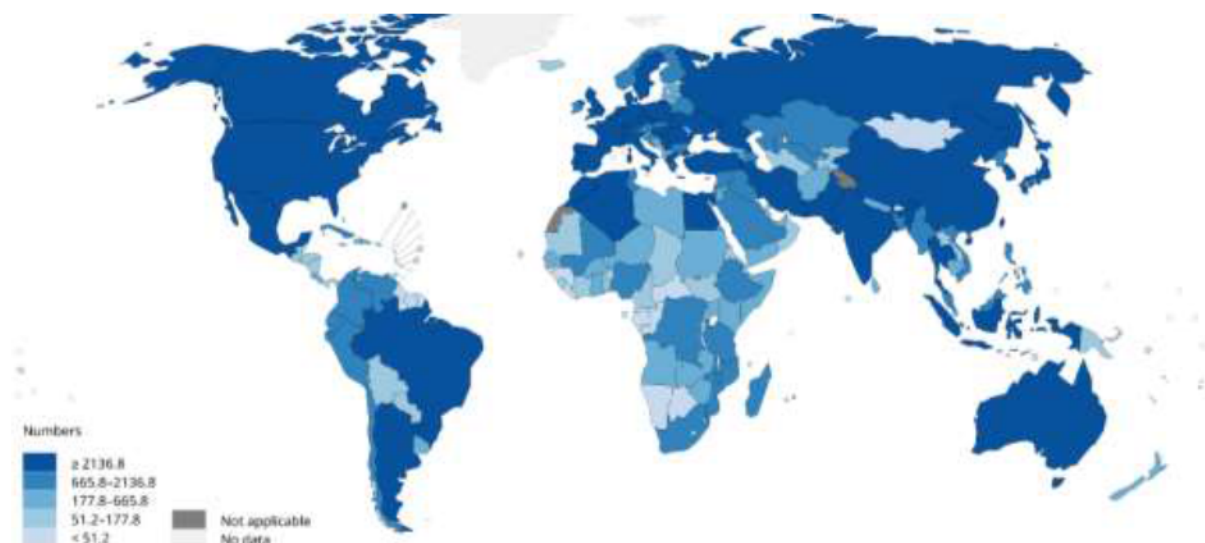 Numbers
≥ 2136.8
665.8–2136.8
177.8–665.8
51.2–177.8
< 51.2
Not applicable
No data